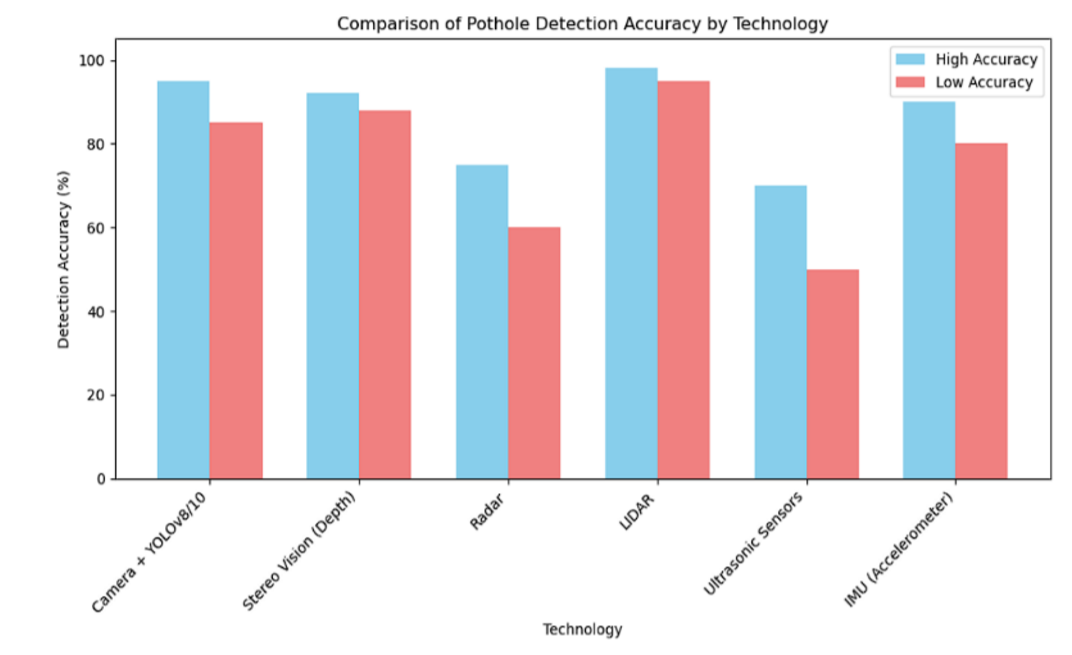 Comparison of Pothole Detection Accuracy by Technology
High Accuracy
Low Accuracy
Detection Accuracy (%)
100
80
60
40
20
0
Camera + YOLOv8/10
Stereo Vision (Depth)
Radar
LIDAR
Ultrasonic Sensors
IMU (Accelerometer)
Technology